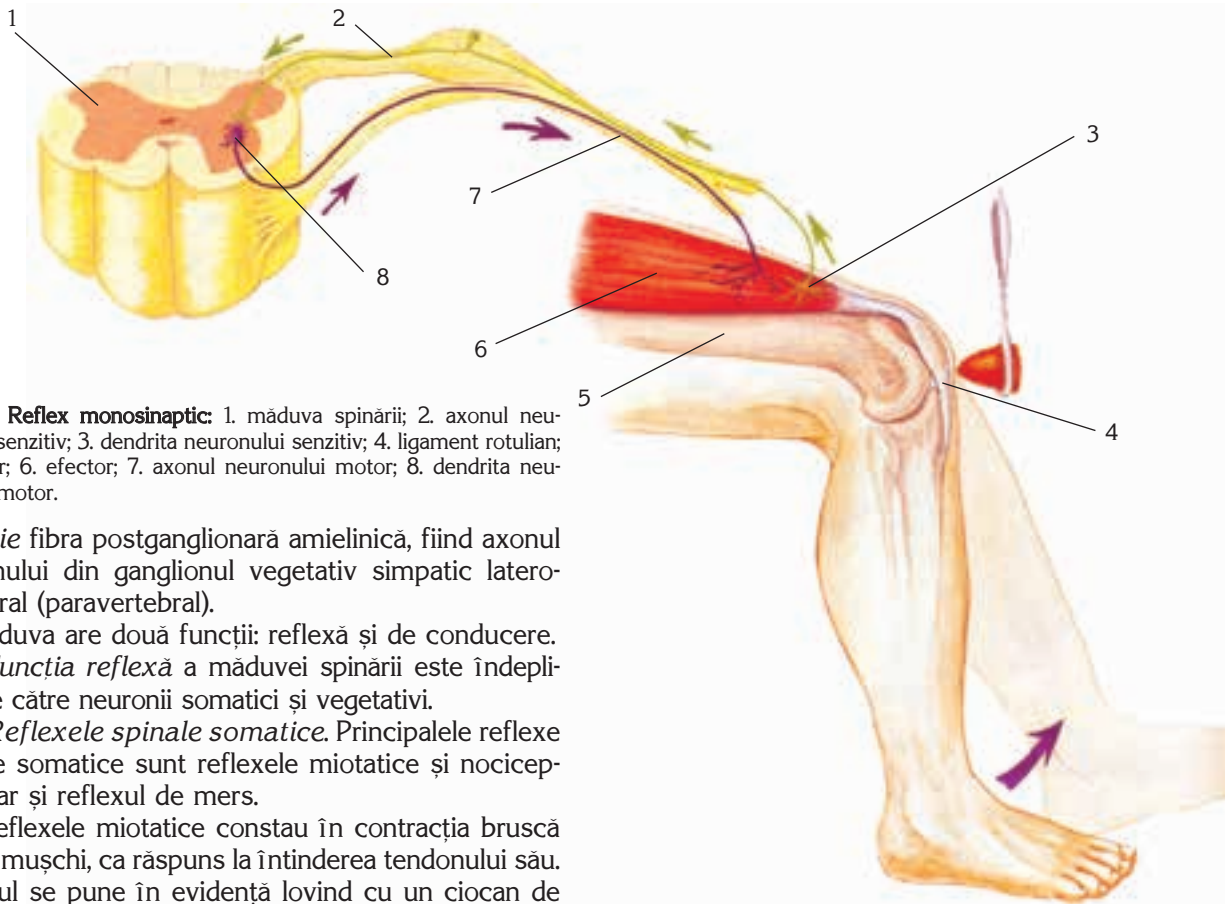 1
2
3
7
8
6
5
4
Reflex monosinaptic: 1. măduva spinării; 2. axonul neu-
senzitiv; 3. dendrita neuronului senzitiv; 4. ligament rotulian;
r; 6. efector; 7. axonul neuronului motor; 8. dendrita neu-
motor.
ie fibra postganglionară amielinică, fiind axonul
nului din ganglionul vegetativ simpatic latero-
ral (paravertebral).
duva are două funcții: reflexă și de conducere.
uncția reflexă a măduvei spinării este îndepli-
e către neuronii somatici și vegetativi.
Reflexele spinale somatice. Principalele reflexe
e somatice sunt reflexele miotatice și nocicep-
ar și reflexul de mers.
eflexele miotatice constau în contracția bruscă
mușchi, ca răspuns la întinderea tendonului său.
ul se pune în evidență lovind cu un ciocan de